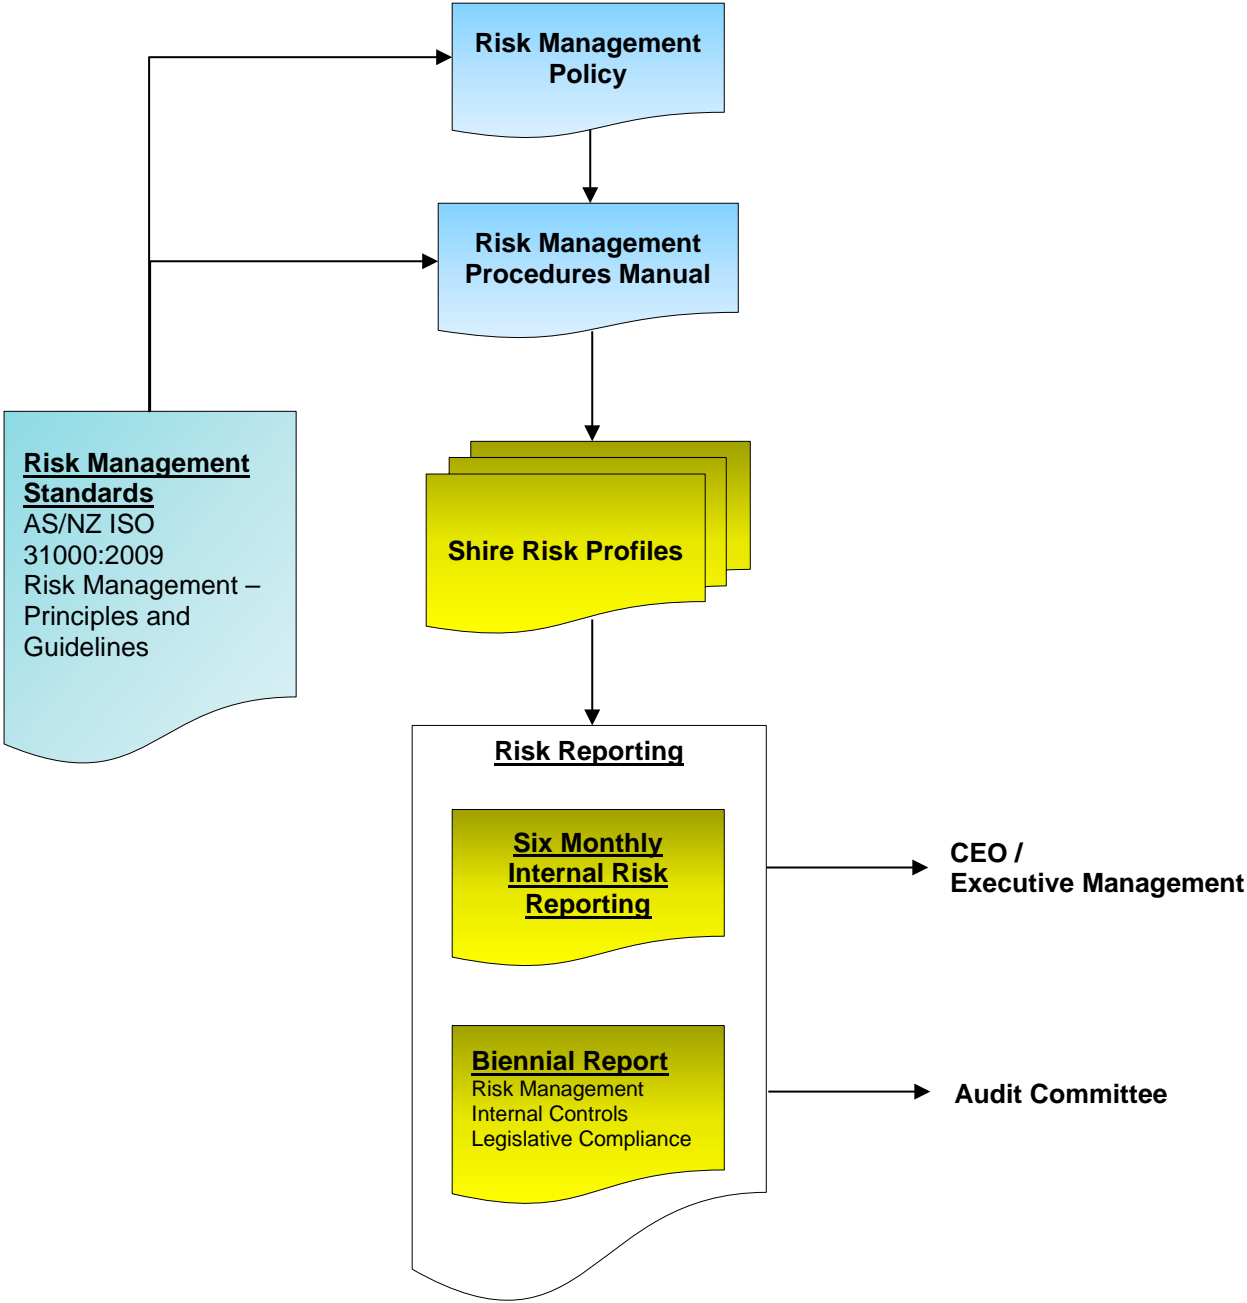 Risk Management
Policy
Risk Management
Procedures Manual
Risk Management
Standards
AS/NZ ISO
31000:2009
Risk Management –
Principles and
Guidelines
Shire Risk Profiles
Risk Reporting
Six Monthly
Internal Risk
Reporting
CEO /
Executive Management
Biennial Report
Risk Management
Internal Controls
Legislative Compliance
Audit Committee